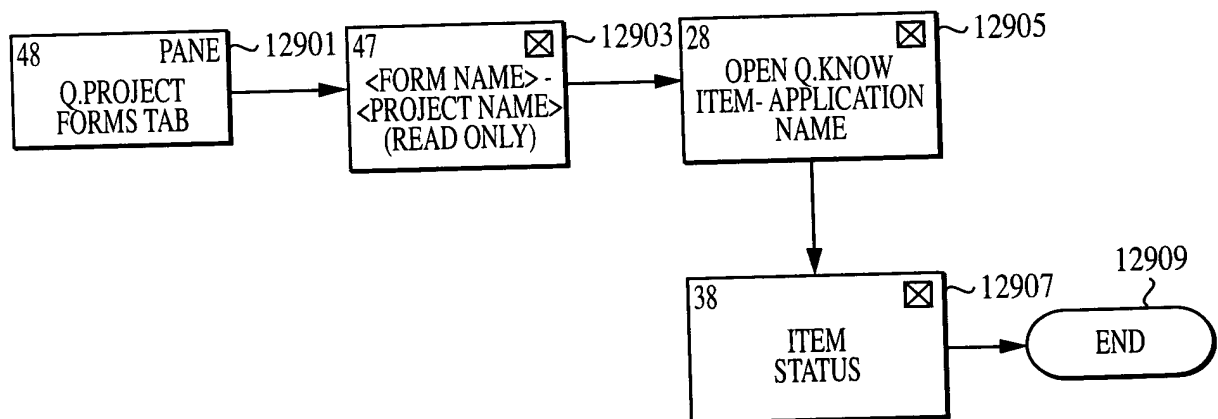 48 PANE
Q.PROJECT
FORMS TAB
12901
47
<FORM NAME> -
<PROJECT NAME>
(READ ONLY)
12903
28
OPEN Q.KNOW
ITEM- APPLICATION
NAME
12905
38
ITEM
STATUS
12907
12909
END